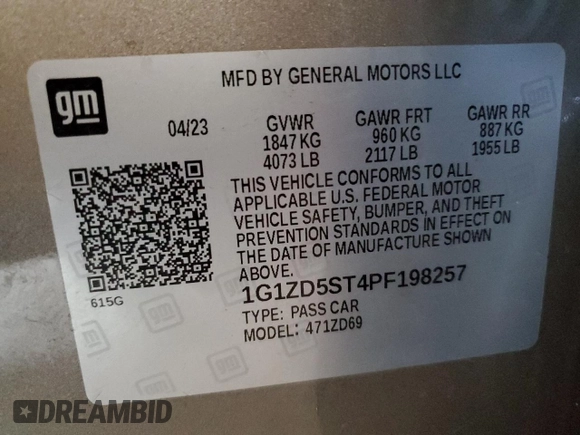 gm
MFD BY GENERAL MOTORS LLC
04/23 GVWR GAWR FRT GAWR RR
1847 KG 960 KG 887 KG
4073 LB 2117 LB 1955 LB
THIS VEHICLE CONFORMS TO ALL
APPLICABLE U.S. FEDERAL MOTOR
VEHICLE SAFETY, BUMPER, AND THEFT
PREVENTION STANDARDS IN EFFECT ON
THE DATE OF MANUFACTURE SHOWN
ABOVE.
615G
1G1ZD5ST4PF198257
TYPE: PASS CAR
MODEL: 471ZD69
DREAMBID